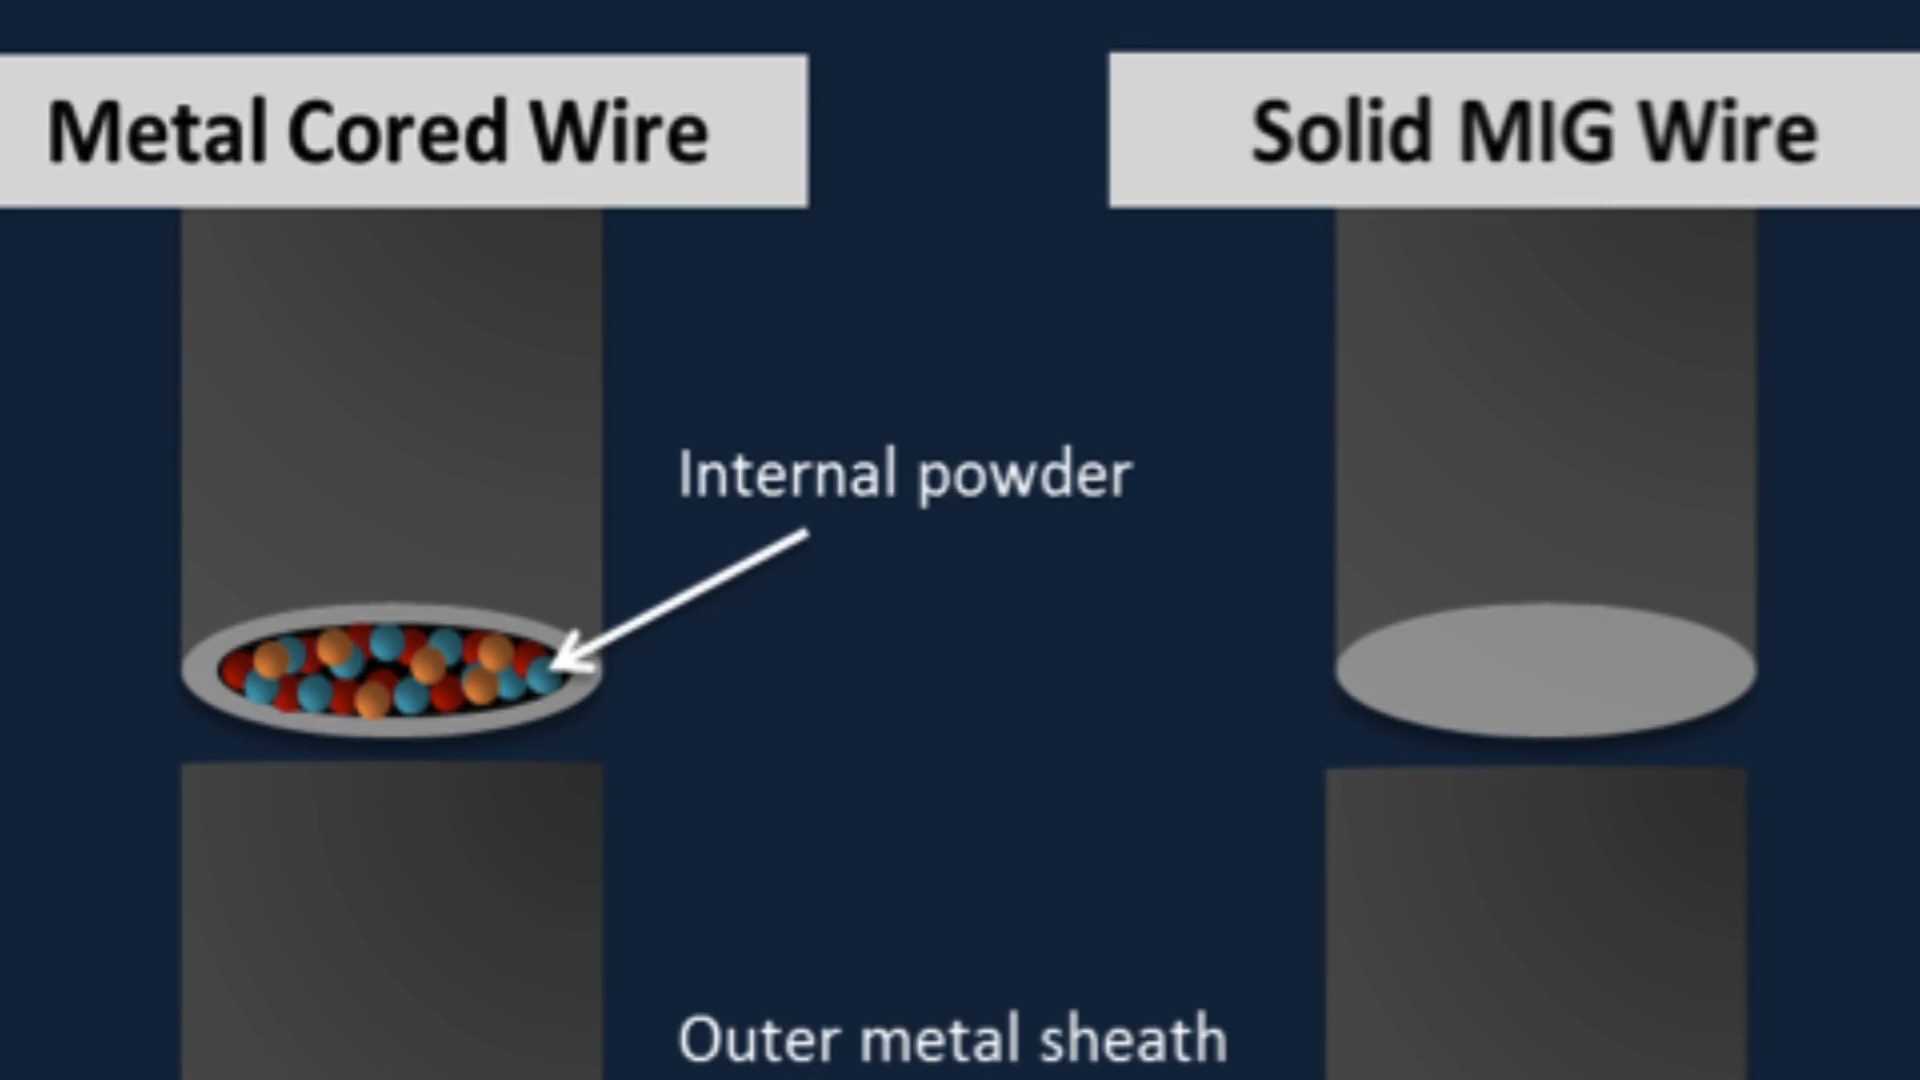 Metal Cored Wire
Solid MIG Wire
Internal powder
Outer metal sheath